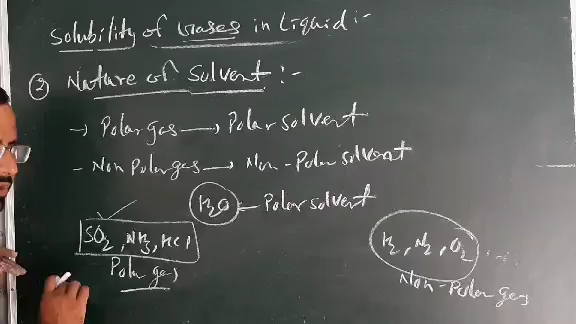 Solubility of Gases in Liquid :-
② Nature of Solvent :-
→ Polar gas → Polar solvent
- Non Polar gas → Non-Polar solvent
H2O - Polar solvent
SO2, NH3, HCl
Polar gas
H2, N2, O2 ....
Non-Polar gas